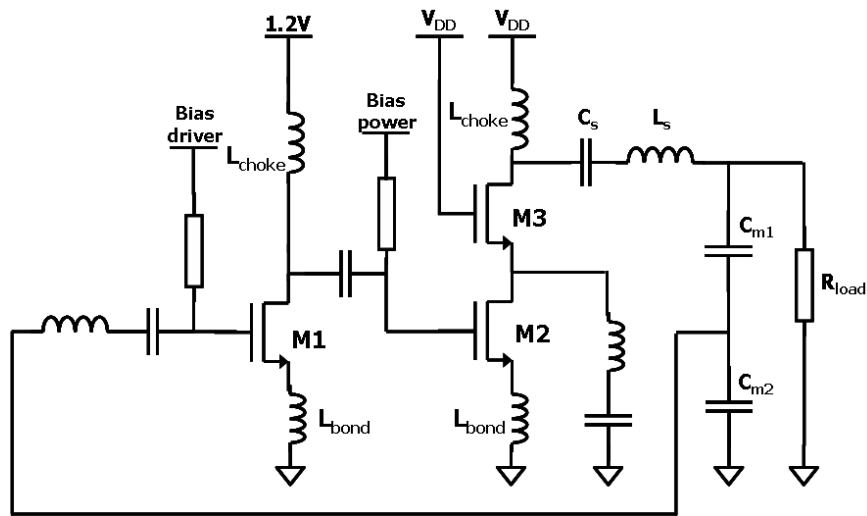 1.2V
V_DD
V_DD
Bias
driver
L_choke
Bias
power
L_choke
C_s
L_s
M3
C_m1
R_load
M1
M2
L_bond
L_bond
C_m2